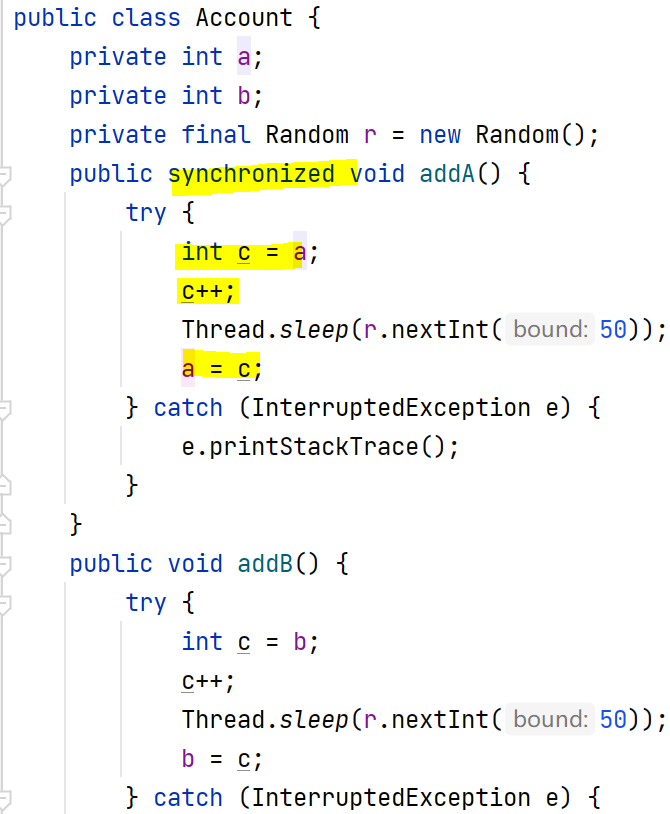 public class Account {
private int a;
private int b;
private final Random r = new Random();
public synchronized void addA() {
try {
int c = a;
c++;
Thread.sleep(r.nextInt( bound: 50));
a = c;
} catch (InterruptedException e) {
e.printStackTrace();
}
}
public void addB() {
try {
int c = b;
c++;
Thread.sleep(r.nextInt( bound: 50));
b = c;
} catch (InterruptedException e) {